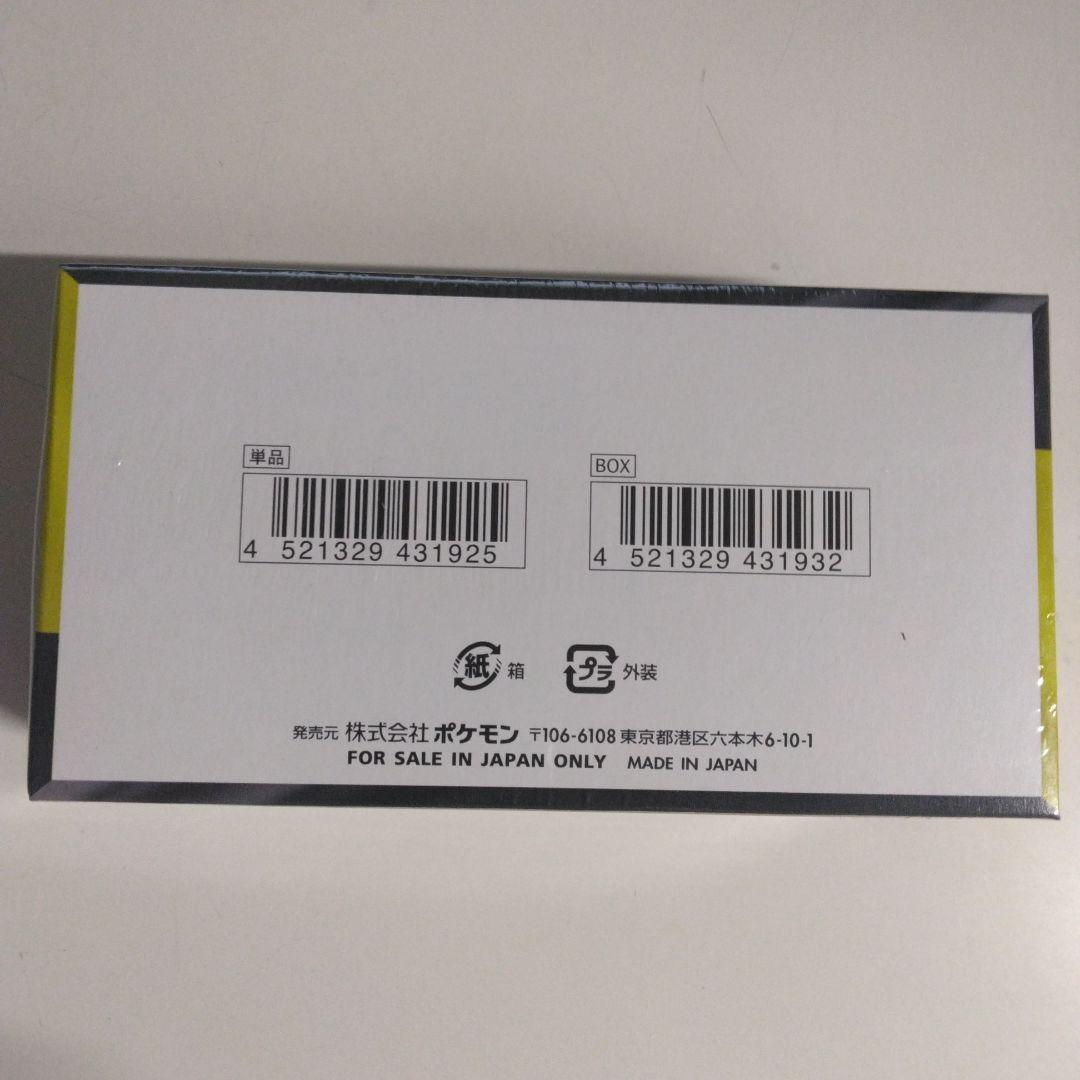 単品 BOX
4 521329 431925 4 521329 431932
紙 箱 プラ 外装
発売元 株式会社 ポケモン 〒106-6108 東京都港区六本木6-10-1
FOR SALE IN JAPAN ONLY MADE IN JAPAN